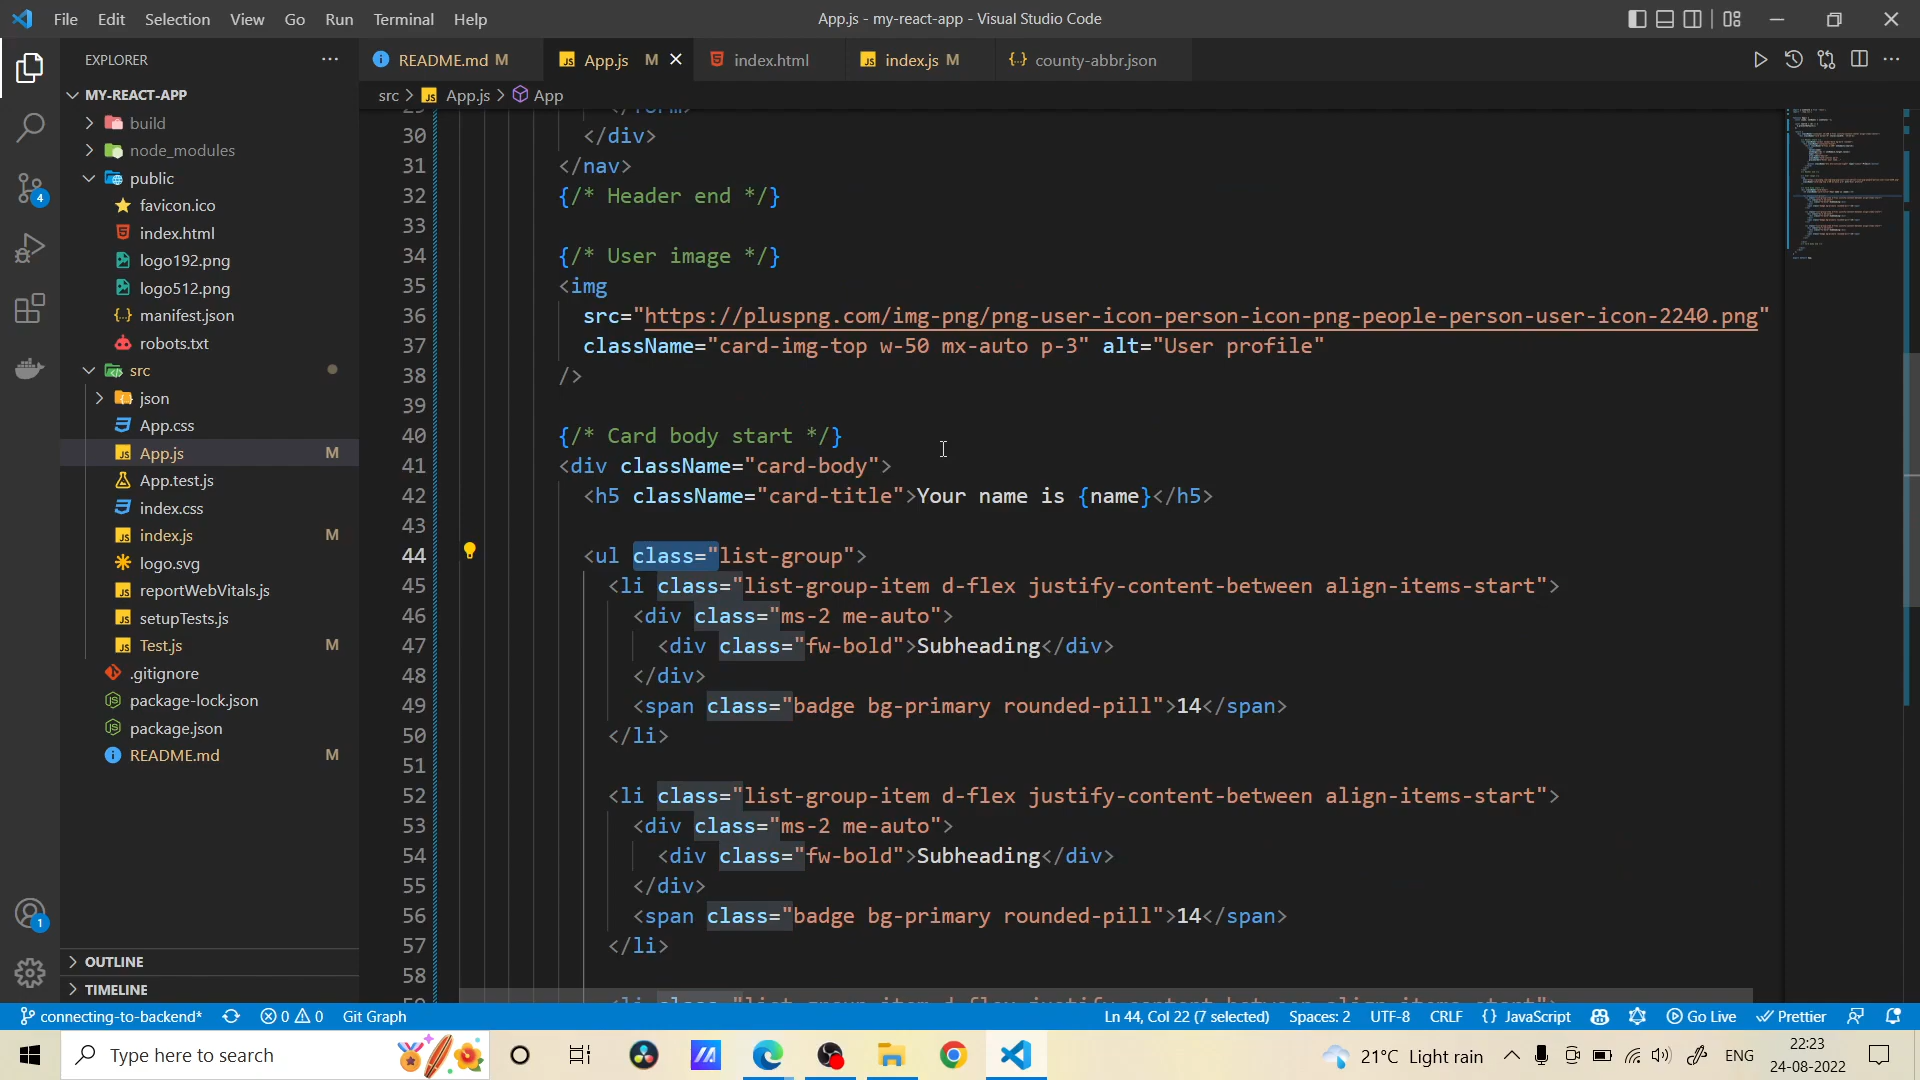 File Edit Selection View Go Run Terminal Help
App.js - my-react-app - Visual Studio Code
EXPLORER
README.md M
App.js M
index.html
index.js M
county-abbr.json
MY-REACT-APP
build
node_modules
public
favicon.ico
index.html
logo192.png
logo512.png
manifest.json
robots.txt
src
json
App.css
App.js M
App.test.js
index.css
index.js M
logo.svg
reportWebVitals.js
setupTests.js
Test.js M
.gitignore
package-lock.json
package.json
README.md M
OUTLINE
TIMELINE
4
1
src > App.js > App
30 </div>
31 </nav>
32 {/* Header end */}
33
34 {/* User image */}
35 <img
36 src="https://pluspng.com/img-png/png-user-icon-person-icon-png-people-person-user-icon-2240.png"
37 className="card-img-top w-50 mx-auto p-3" alt="User profile"
38 />
39
40 {/* Card body start */}
41 <div className="card-body">
42 <h5 className="card-title">Your name is {name}</h5>
43
44 <ul class="list-group">
45 <li class="list-group-item d-flex justify-content-between align-items-start">
46 <div class="ms-2 me-auto">
47 <div class="fw-bold">Subheading</div>
48 </div>
49 <span class="badge bg-primary rounded-pill">14</span>
50 </li>
51
52 <li class="list-group-item d-flex justify-content-between align-items-start">
53 <div class="ms-2 me-auto">
54 <div class="fw-bold">Subheading</div>
55 </div>
56 <span class="badge bg-primary rounded-pill">14</span>
57 </li>
58
connecting-to-backend* 0 0 Git Graph
Ln 44, Col 22 (7 selected) Spaces: 2 UTF-8 CRLF {} JavaScript Go Live Prettier
Type here to search
21°C Light rain
ENG
22:23
24-08-2022